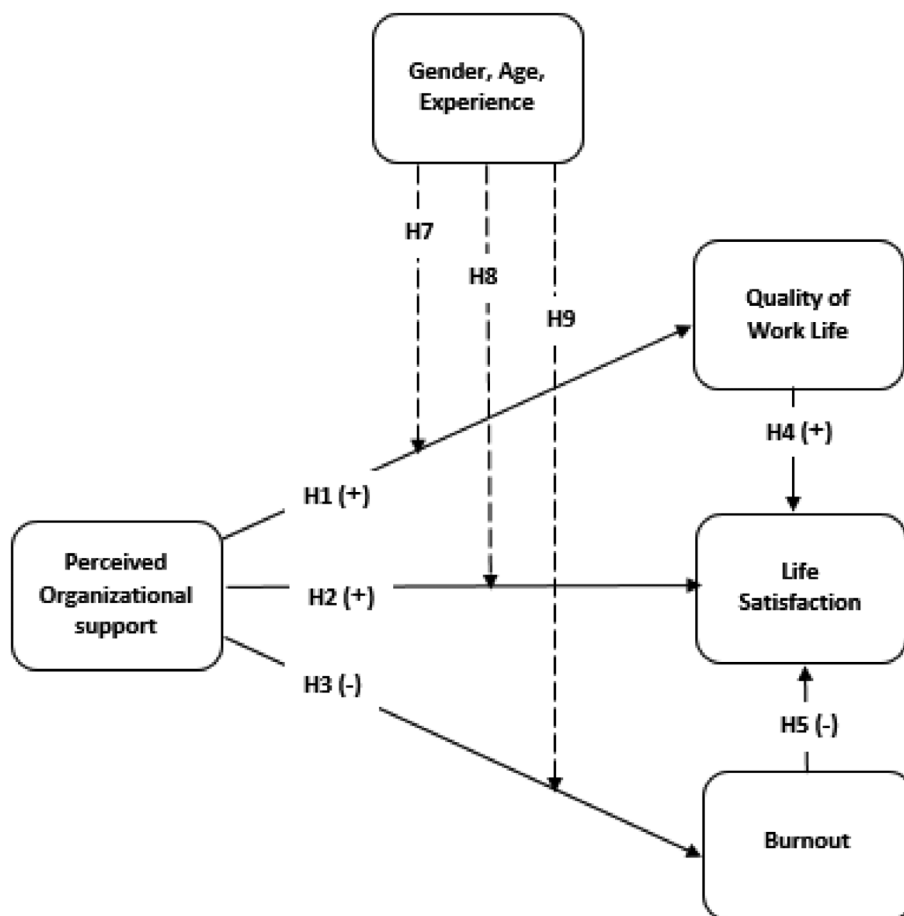 Gender, Age,
Experience
H7
H8
H9
Quality of
Work Life
H4 (+)
H1 (+)
Perceived
Organizational
support
H2 (+)
Life
Satisfaction
H3 (-)
H5 (-)
Burnout